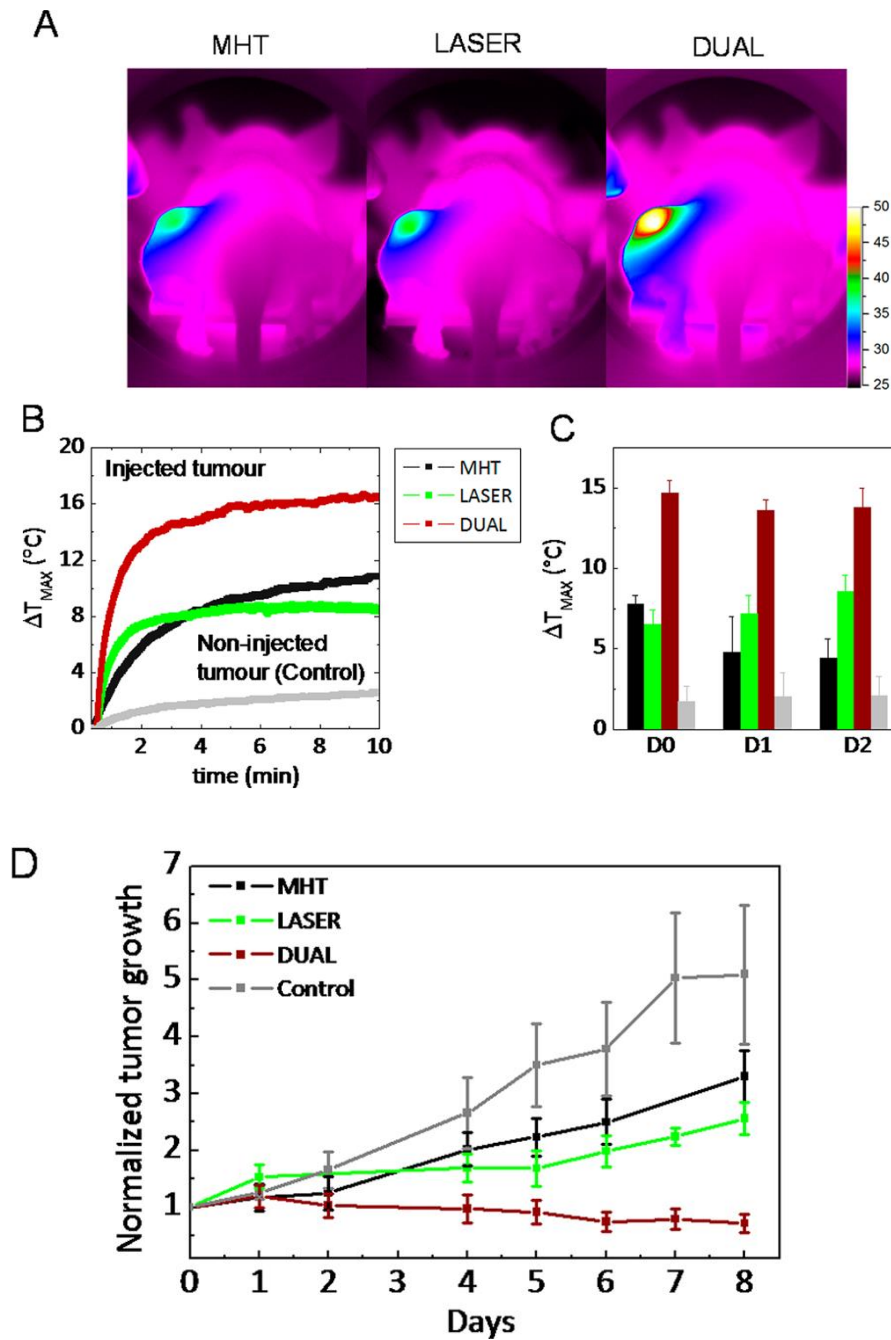 A
MHT LASER DUAL
50
45
40
35
30
25
B
20
16
12
8
4
0
ΔT_MAX (°C)
Injected tumour
Non-injected
tumour (Control)
2 4 6 8 10
time (min)
MHT
LASER
DUAL
C
15
10
5
0
ΔT_MAX (°C)
D0 D1 D2
D
7
6
5
4
3
2
1
Normalized tumor growth
MHT
LASER
DUAL
Control
0 1 2 3 4 5 6 7 8
Days